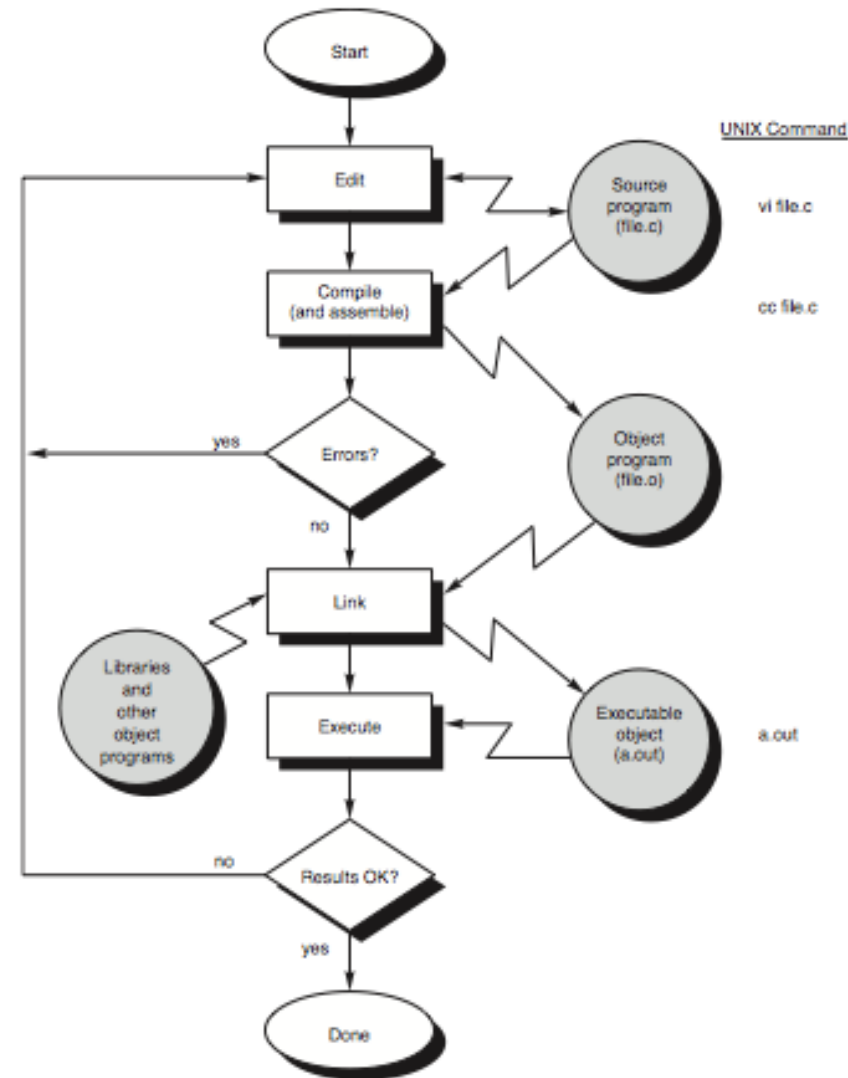 Start
UNIX Command
Edit
Source
program
(file.c)
vi file.c
Compile
(and assemble)
cc file.c
yes
Errors?
Object
program
(file.o)
no
Link
Libraries
and
other
object
programs
Execute
Executable
object
(a.out)
a.out
no
Results OK?
yes
Done